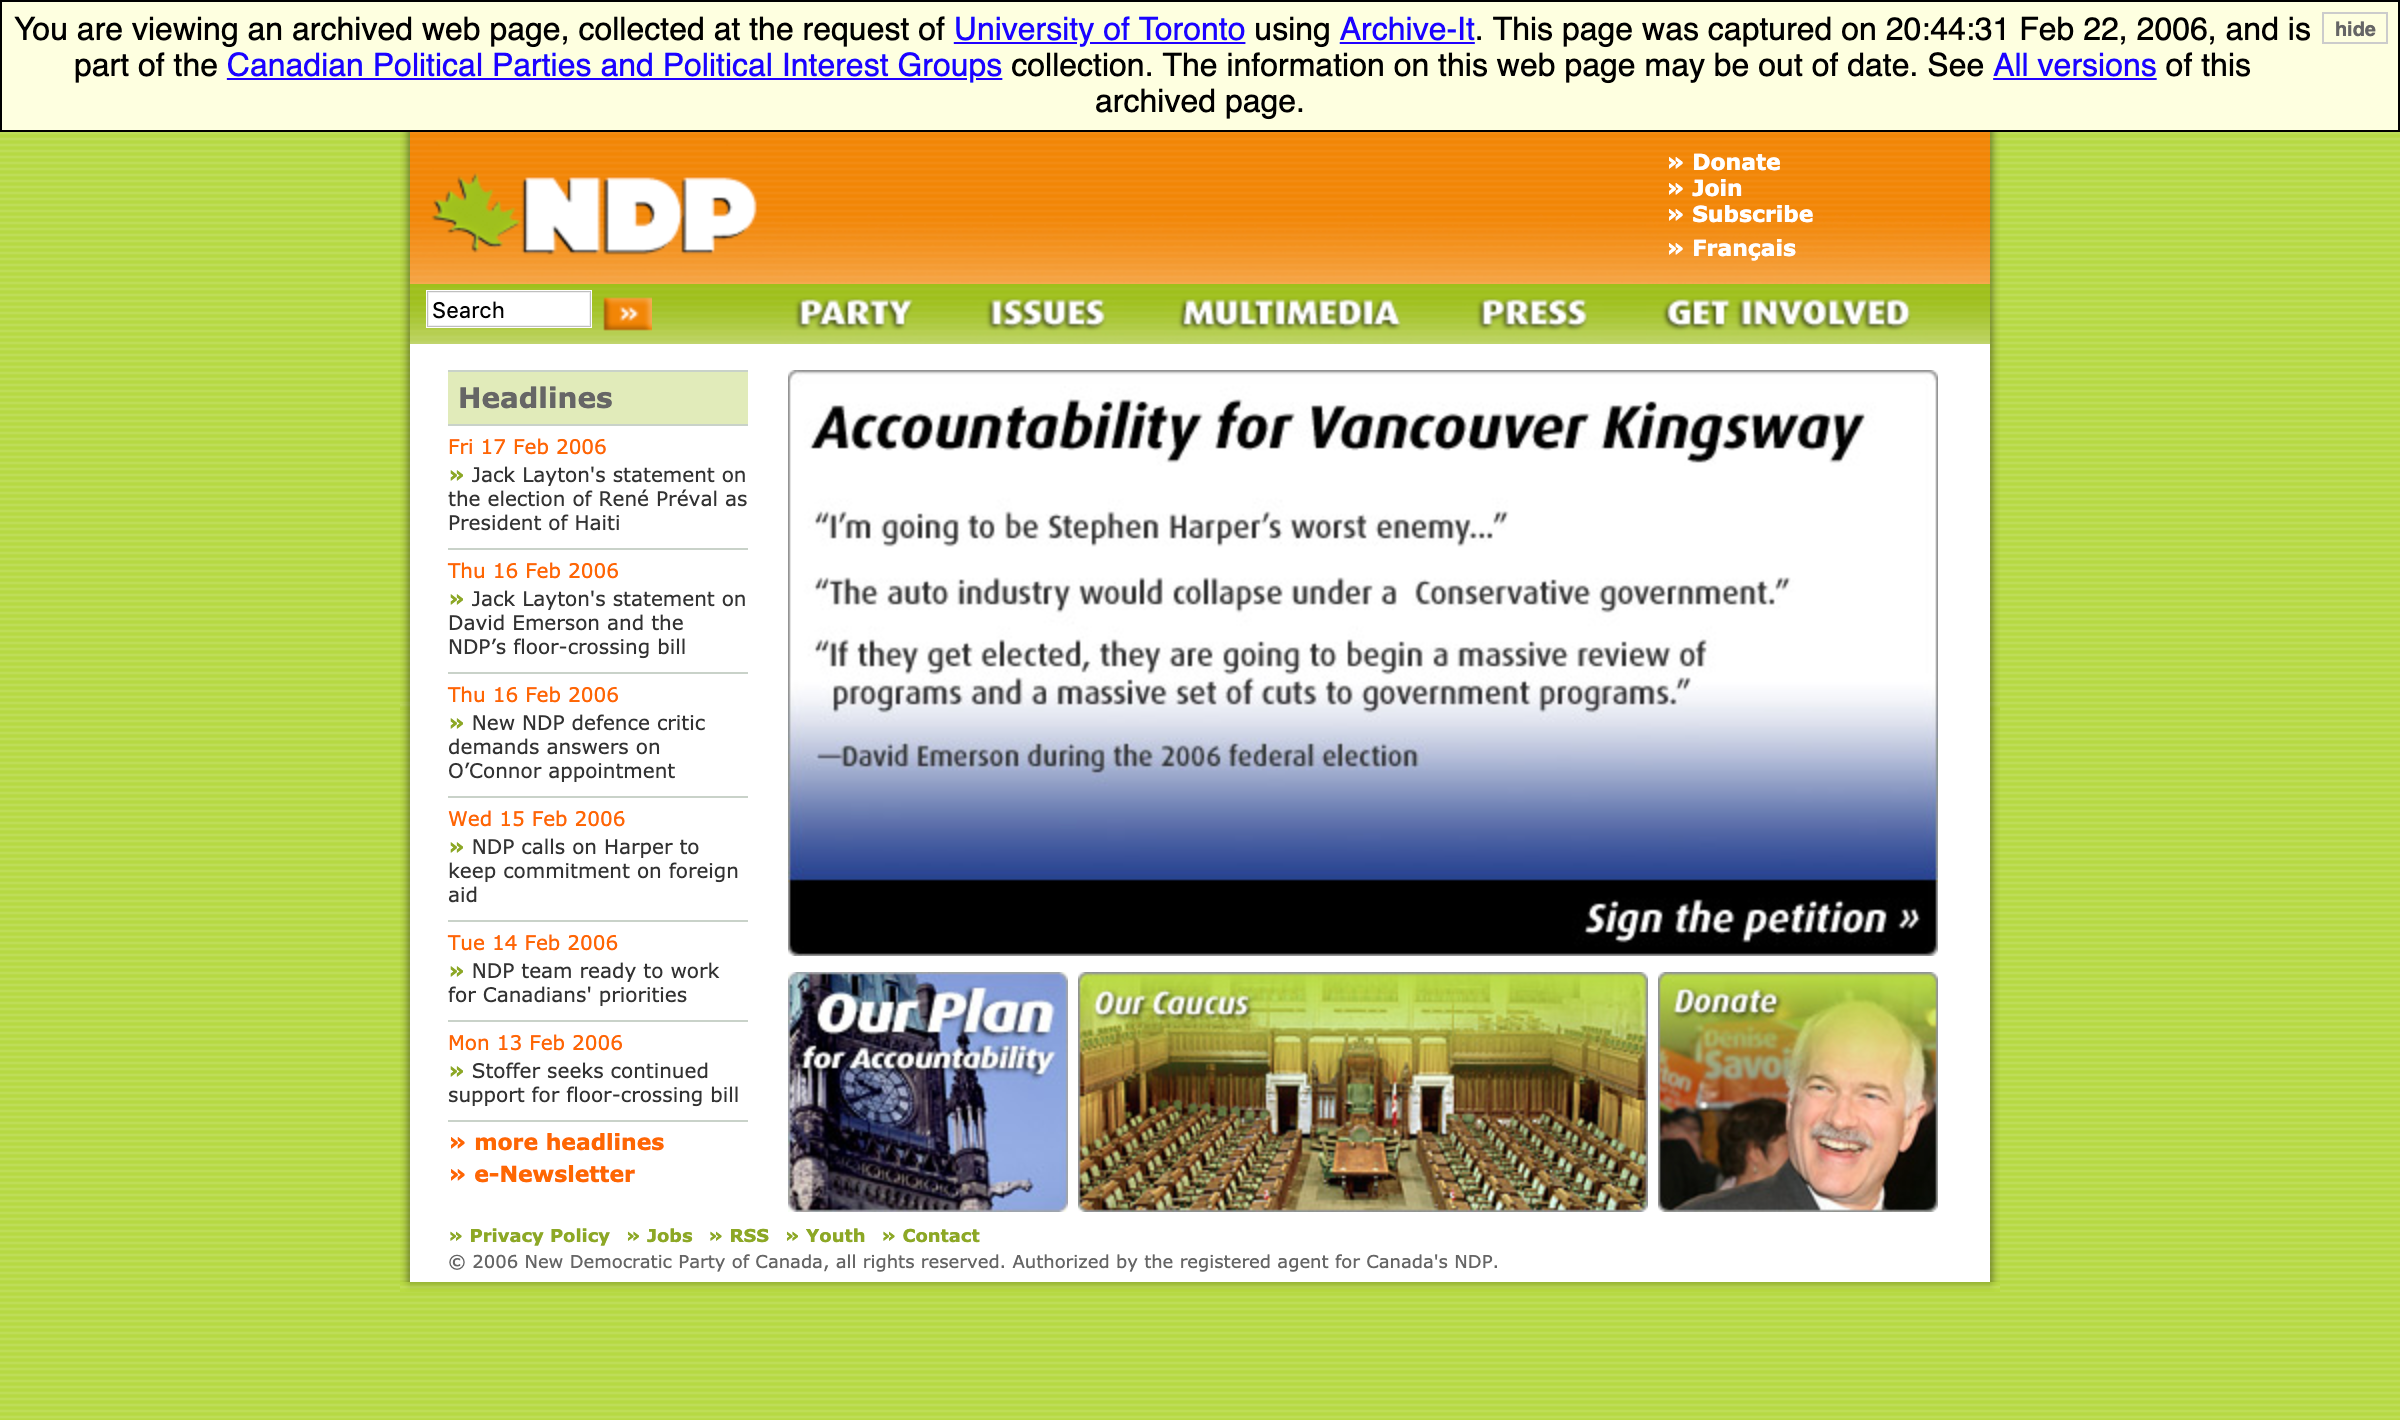 You are viewing an archived web page, collected at the request of University of Toronto using Archive-It. This page was captured on 20:44:31 Feb 22, 2006, and is
part of the Canadian Political Parties and Political Interest Groups collection. The information on this web page may be out of date. See All versions of this
archived page.
hide
NDP
» Donate
» Join
» Subscribe
» Français
Search »
PARTY ISSUES MULTIMEDIA PRESS GET INVOLVED
Headlines
Fri 17 Feb 2006
» Jack Layton's statement on
the election of René Préval as
President of Haiti
Thu 16 Feb 2006
» Jack Layton's statement on
David Emerson and the
NDP’s floor-crossing bill
Thu 16 Feb 2006
» New NDP defence critic
demands answers on
O’Connor appointment
Wed 15 Feb 2006
» NDP calls on Harper to
keep commitment on foreign
aid
Tue 14 Feb 2006
» NDP team ready to work
for Canadians' priorities
Mon 13 Feb 2006
» Stoffer seeks continued
support for floor-crossing bill
» more headlines
» e-Newsletter
Accountability for Vancouver Kingsway
“I’m going to be Stephen Harper’s worst enemy...”
“The auto industry would collapse under a Conservative government.”
“If they get elected, they are going to begin a massive review of
programs and a massive set of cuts to government programs.”
—David Emerson during the 2006 federal election
Sign the petition »
Our Plan
for Accountability
Our Caucus
Donate
Denise
Savoi
» Privacy Policy » Jobs » RSS » Youth » Contact
© 2006 New Democratic Party of Canada, all rights reserved. Authorized by the registered agent for Canada's NDP.